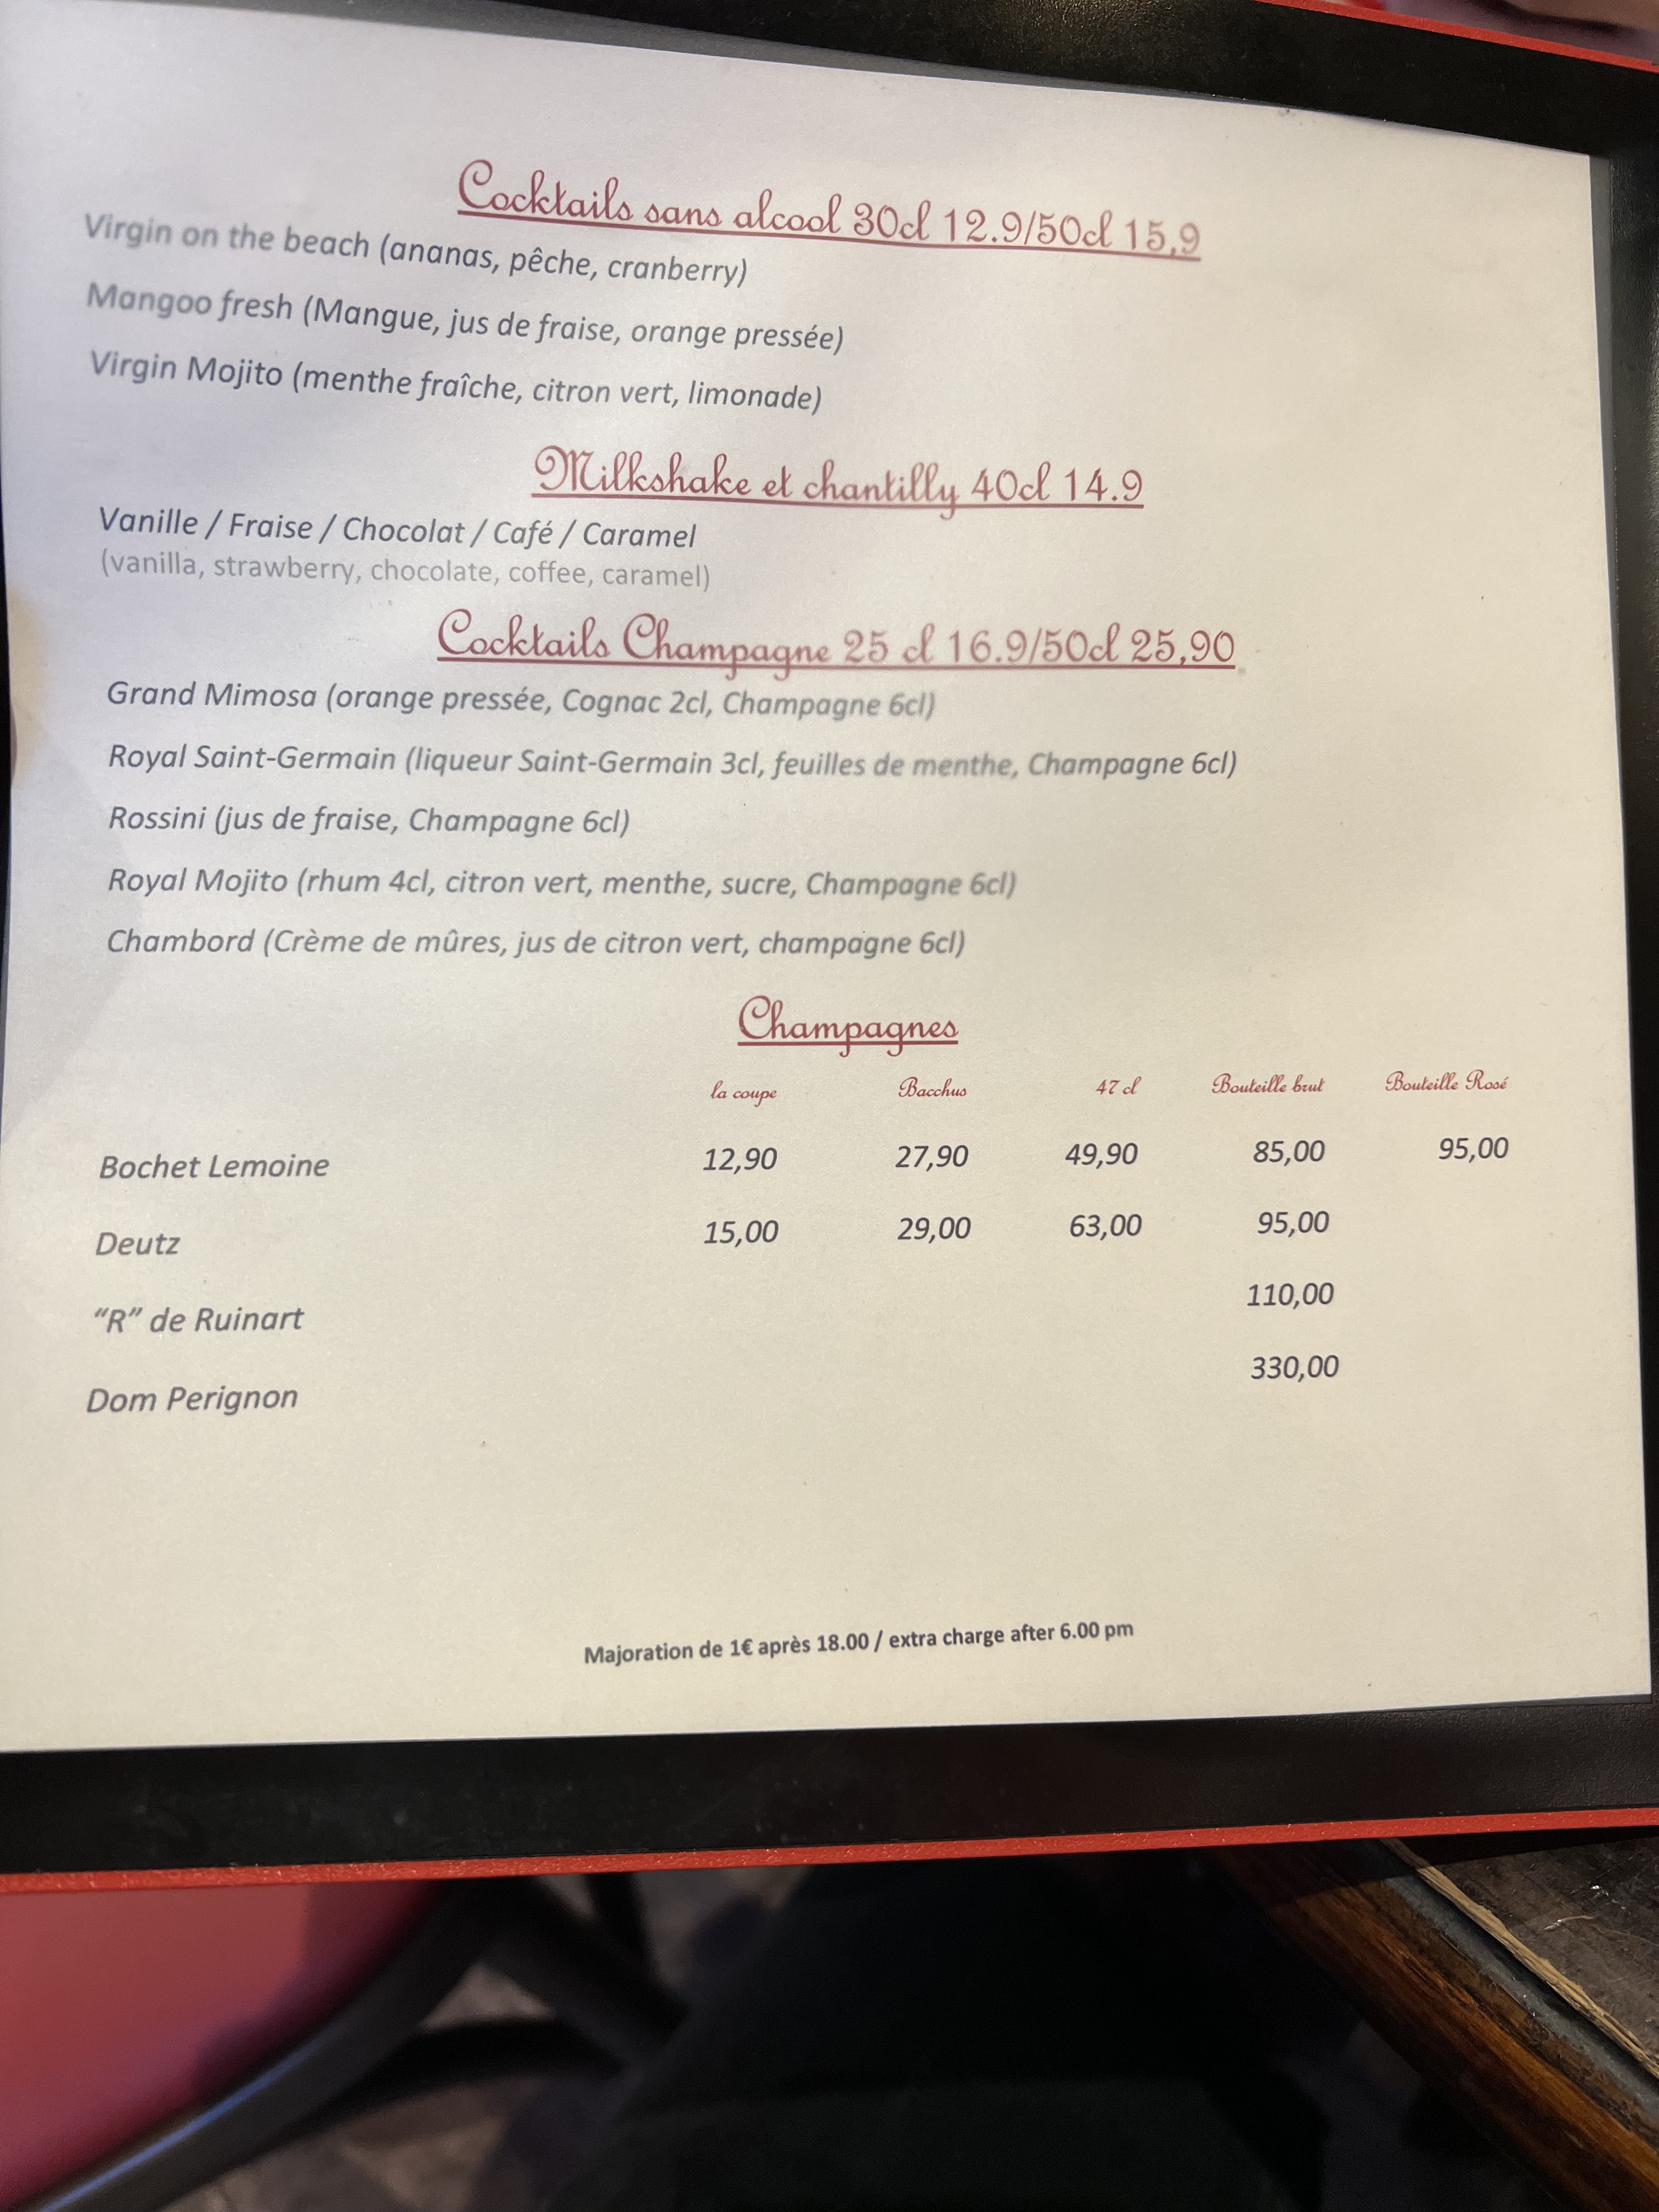 Cocktails sans alcool 30cl 12.9/50cl 15,9
Virgin on the beach (ananas, pêche, cranberry)
Mangoo fresh (Mangue, jus de fraise, orange pressée)
Virgin Mojito (menthe fraîche, citron vert, limonade)
Milkshake et chantilly 40cl 14.9
Vanille / Fraise / Chocolat / Café / Caramel
(vanilla, strawberry, chocolate, coffee, caramel)
Cocktails Champagne 25 cl 16.9/50cl 25,90
Grand Mimosa (orange pressée, Cognac 2cl, Champagne 6cl)
Royal Saint-Germain (liqueur Saint-Germain 3cl, feuilles de menthe, Champagne 6cl)
Rossini (jus de fraise, Champagne 6cl)
Royal Mojito (rhum 4cl, citron vert, menthe, sucre, Champagne 6cl)
Chambord (Crème de mûres, jus de citron vert, champagne 6cl)
Champagnes
la coupe Bacchus 47 cl Bouteille brut Bouteille Rosé
Bochet Lemoine 12,90 27,90 49,90 85,00 95,00
Deutz 15,00 29,00 63,00 95,00
“R” de Ruinart 110,00
Dom Perignon 330,00
Majoration de 1€ après 18.00 / extra charge after 6.00 pm